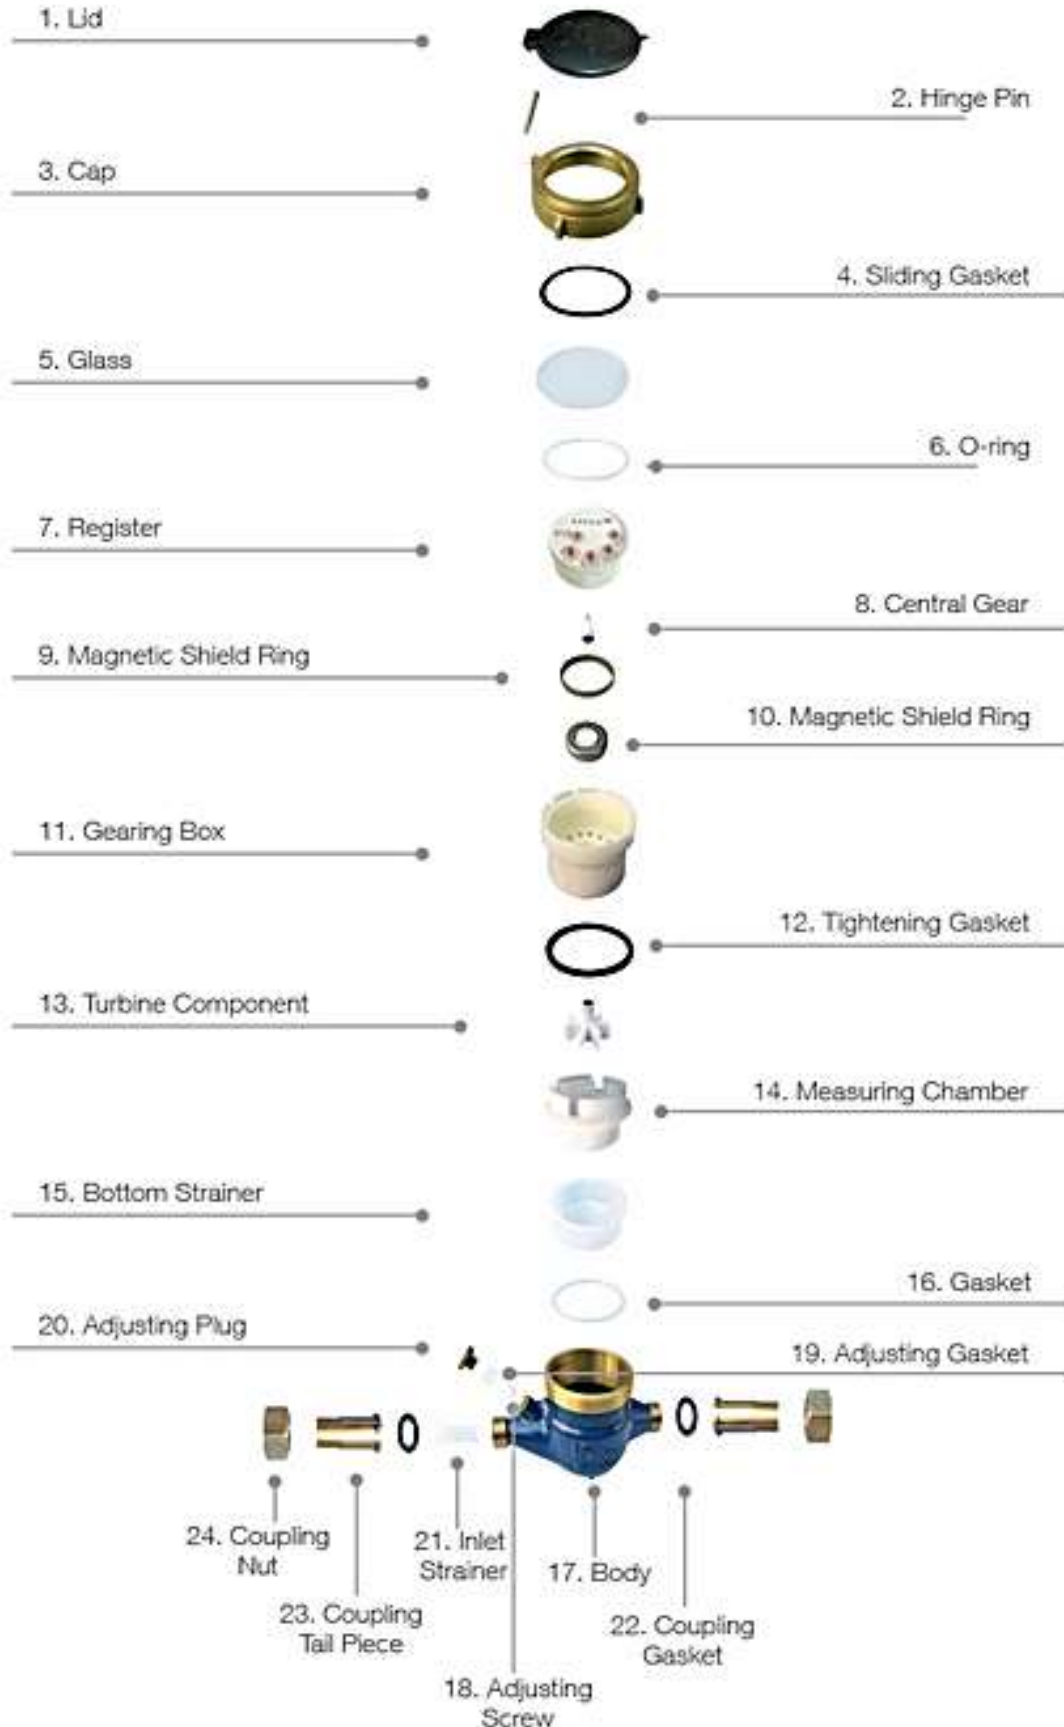 1. Lid
2. Hinge Pin
3. Cap
4. Sliding Gasket
5. Glass
6. O-ring
7. Register
8. Central Gear
9. Magnetic Shield Ring
10. Magnetic Shield Ring
11. Gearing Box
12. Tightening Gasket
13. Turbine Component
14. Measuring Chamber
15. Bottom Strainer
16. Gasket
20. Adjusting Plug
19. Adjusting Gasket
24. Coupling
Nut
21. Inlet
Strainer
17. Body
23. Coupling
Tail Piece
22. Coupling
Gasket
18. Adjusting
Screw